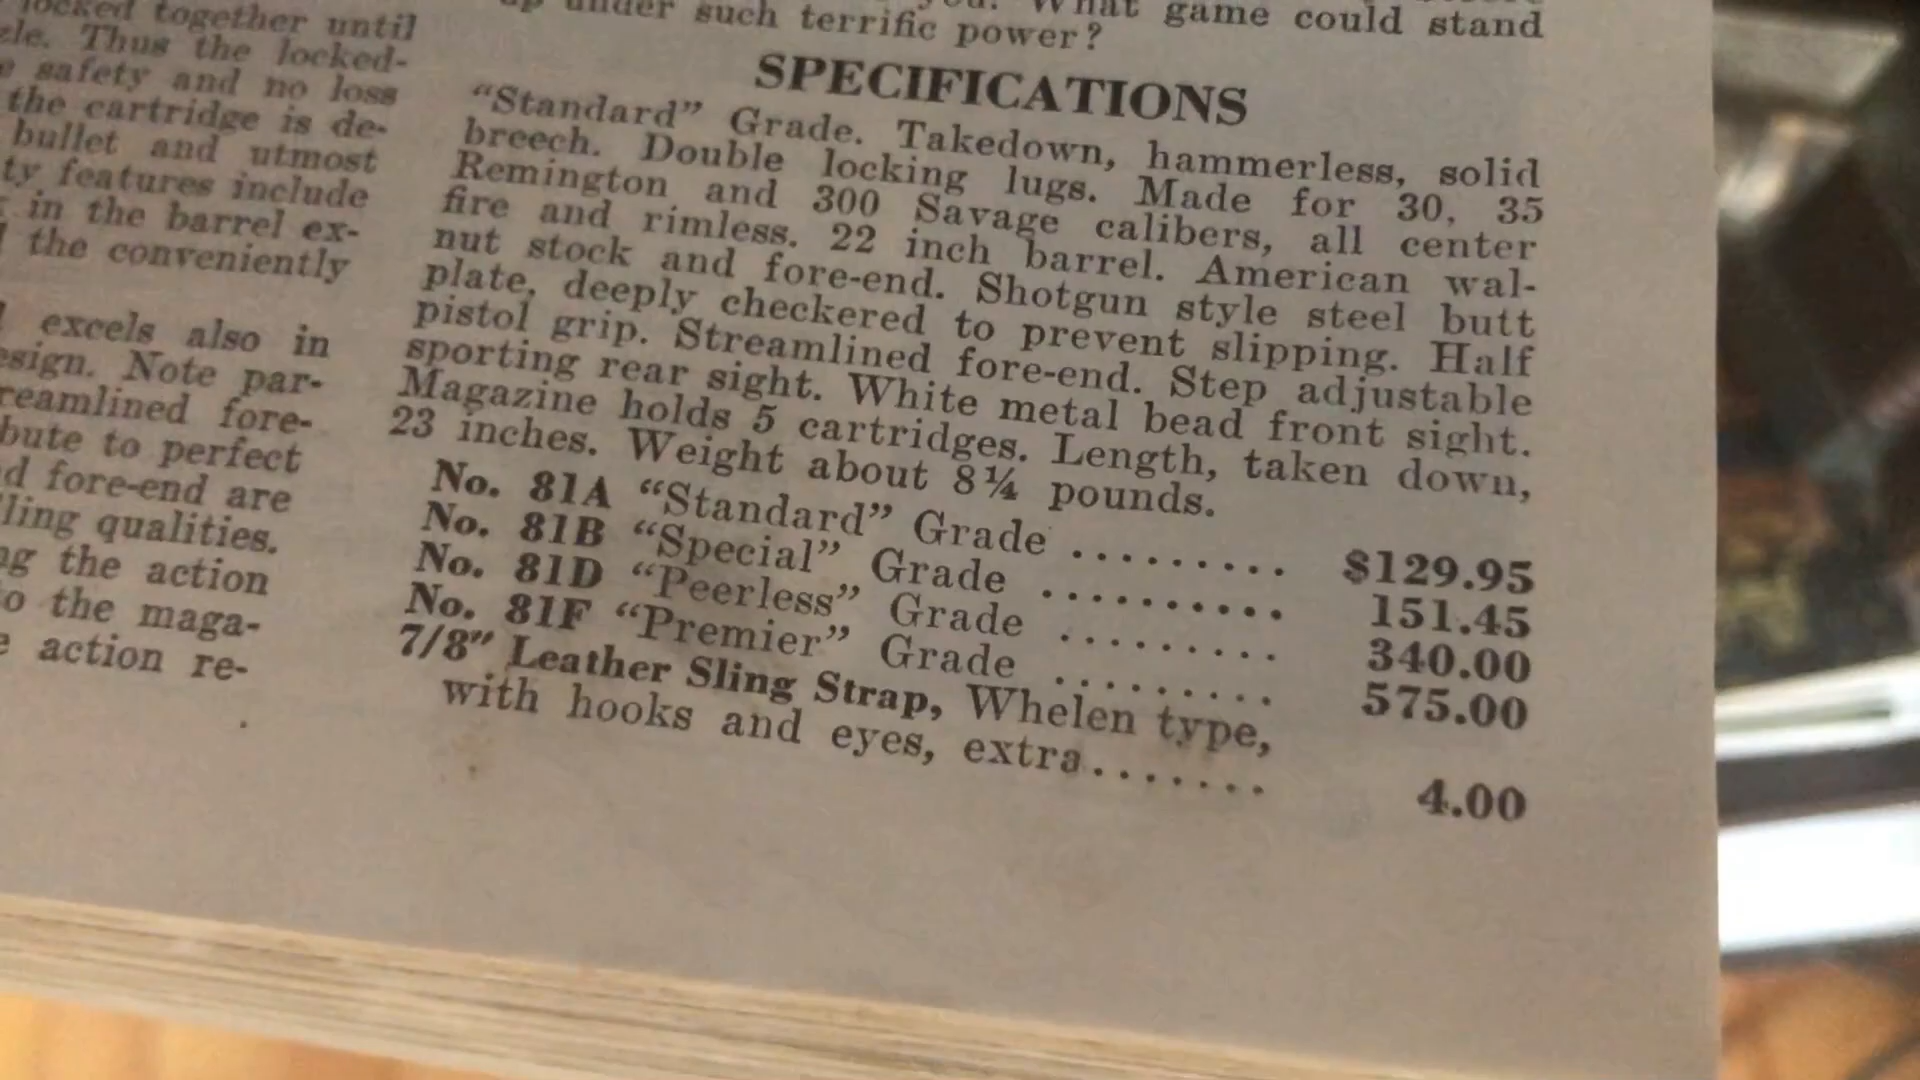 locked together until
Thus the locked-
safety and no loss
the cartridge is de-
bullet and utmost
ty features include
in the barrel ex-
the conveniently
excels also in
esign. Note par-
reamlined fore-
bute to perfect
d fore-end are
ling qualities.
ng the action
o the maga-
action re-
What game could stand
up under such terrific power?
SPECIFICATIONS
“Standard” Grade. Takedown, hammerless, solid
breech. Double locking lugs. Made for 30, 35
Remington and 300 Savage calibers, all center
fire and rimless. 22 inch barrel. American wal-
nut stock and fore-end. Shotgun style steel butt
plate, deeply checkered to prevent slipping. Half
pistol grip. Streamlined fore-end. Step adjustable
sporting rear sight. White metal bead front sight.
Magazine holds 5 cartridges. Length, taken down,
23 inches. Weight about 8¼ pounds.
No. 81A “Standard” Grade ......... $129.95
No. 81B “Special” Grade .......... 151.45
No. 81D “Peerless” Grade ......... 340.00
No. 81F “Premier” Grade ......... 575.00
7/8" Leather Sling Strap, Whelen type,
with hooks and eyes, extra....... 4.00